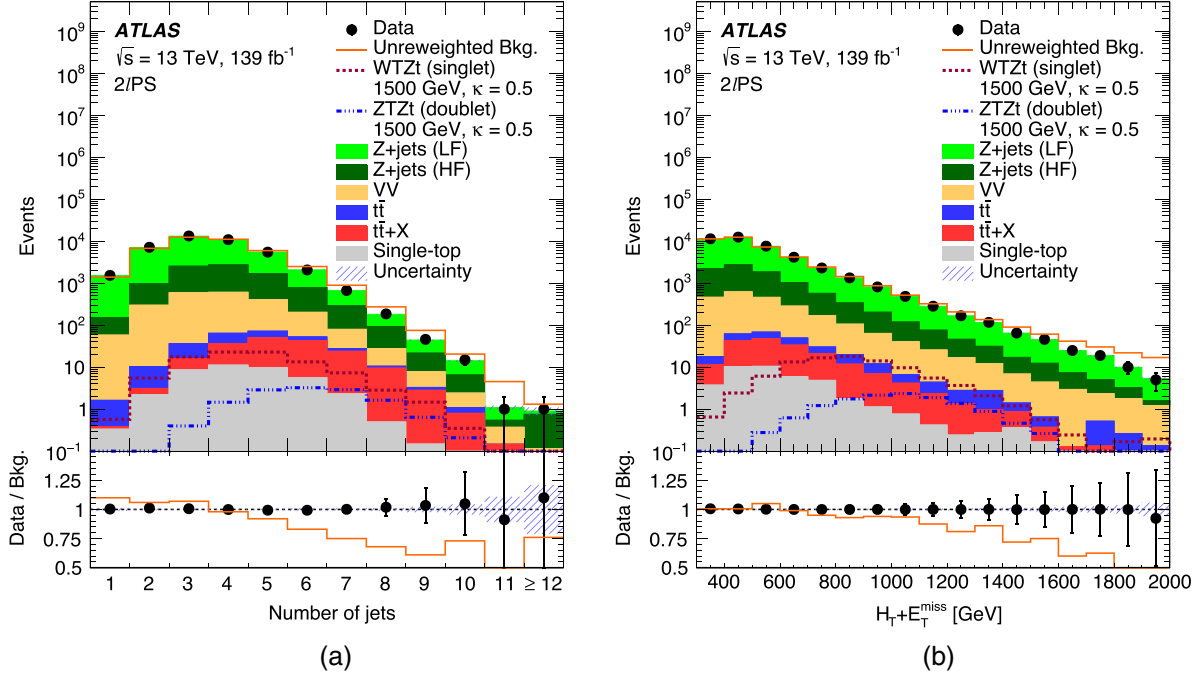 ATLAS
√s = 13 TeV, 139 fb⁻¹
2lPS
Data
Unreweighted Bkg.
WTZt (singlet)
1500 GeV, κ = 0.5
ZTZt (doublet)
1500 GeV, κ = 0.5
Z+jets (LF)
Z+jets (HF)
VV
tt̄
tt̄+X
Single-top
Uncertainty
Events
10⁹
10⁸
10⁷
10⁶
10⁵
10⁴
10³
10²
10
1
10⁻¹
Data / Bkg.
1.25
1
0.75
0.5
1 2 3 4 5 6 7 8 9 10 11 ≥ 12
Number of jets
(a)
ATLAS
√s = 13 TeV, 139 fb⁻¹
2lPS
Data
Unreweighted Bkg.
WTZt (singlet)
1500 GeV, κ = 0.5
ZTZt (doublet)
1500 GeV, κ = 0.5
Z+jets (LF)
Z+jets (HF)
VV
tt̄
tt̄+X
Single-top
Uncertainty
Events
10⁹
10⁸
10⁷
10⁶
10⁵
10⁴
10³
10²
10
1
10⁻¹
Data / Bkg.
1.25
1
0.75
0.5
400 600 800 1000 1200 1400 1600 1800 2000
H_T+E_T^miss [GeV]
(b)